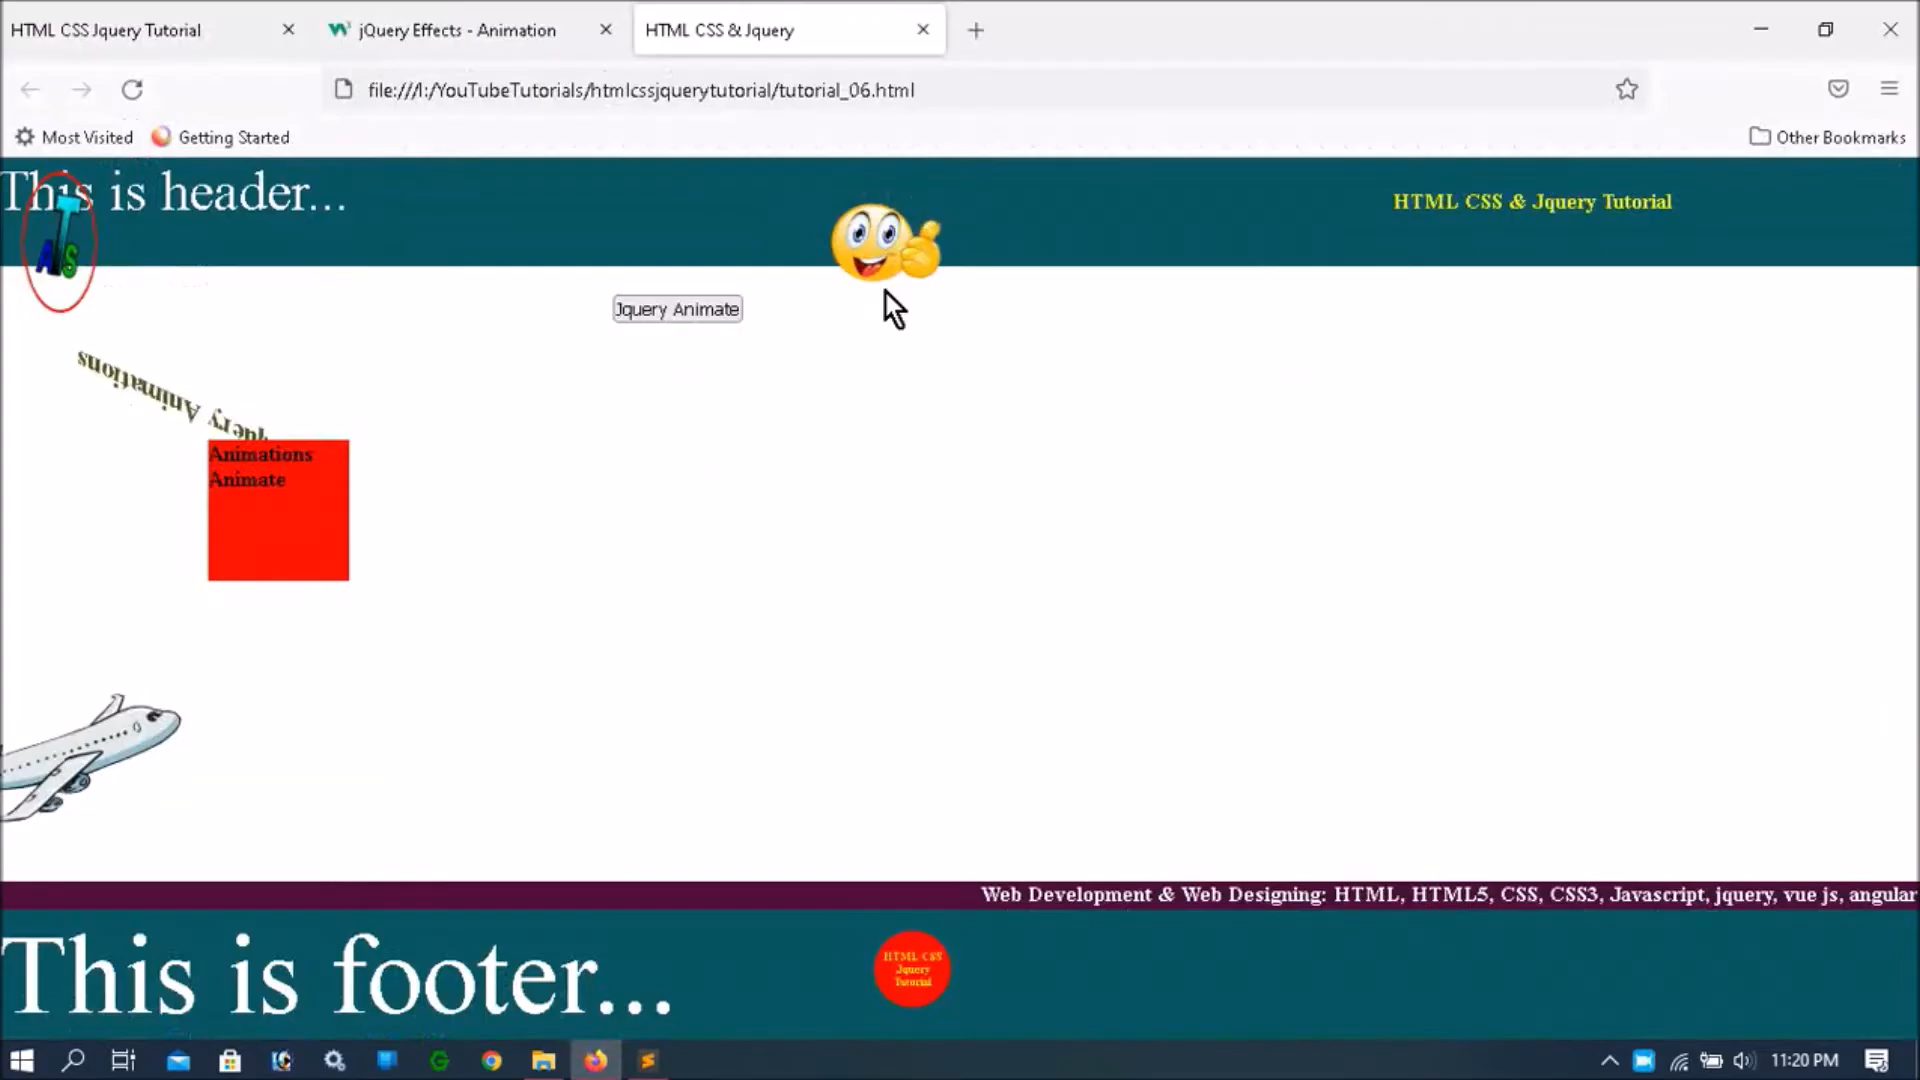 HTML CSS Jquery Tutorial
jQuery Effects - Animation
HTML CSS & Jquery
file:///I:/YouTubeTutorials/htmlcssjquerytutorial/tutorial_06.html
Most Visited
Getting Started
Other Bookmarks
This is header...
HTML CSS & Jquery Tutorial
AIS
Jquery Animate
query Animations
Animations
Animate
Web Development & Web Designing: HTML, HTML5, CSS, CSS3, Javascript, jquery, vue js, angular
This is footer...
HTML CSS
Jquery
Tutorial
11:20 PM